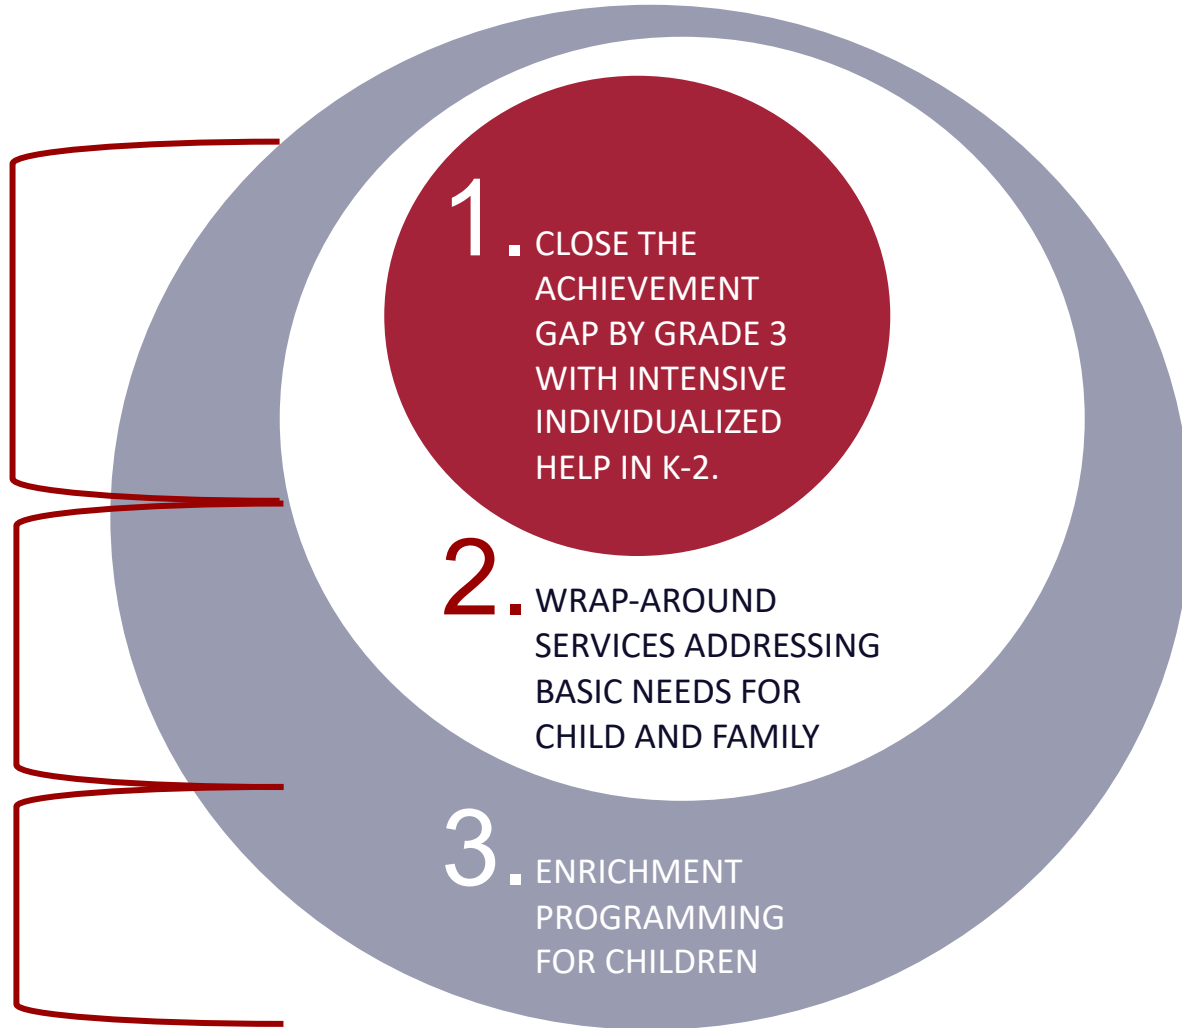 1. CLOSE THE
ACHIEVEMENT
GAP BY GRADE 3
WITH INTENSIVE
INDIVIDUALIZED
HELP IN K-2.
2. WRAP-AROUND
SERVICES ADDRESSING
BASIC NEEDS FOR
CHILD AND FAMILY
3. ENRICHMENT
PROGRAMMING
FOR CHILDREN